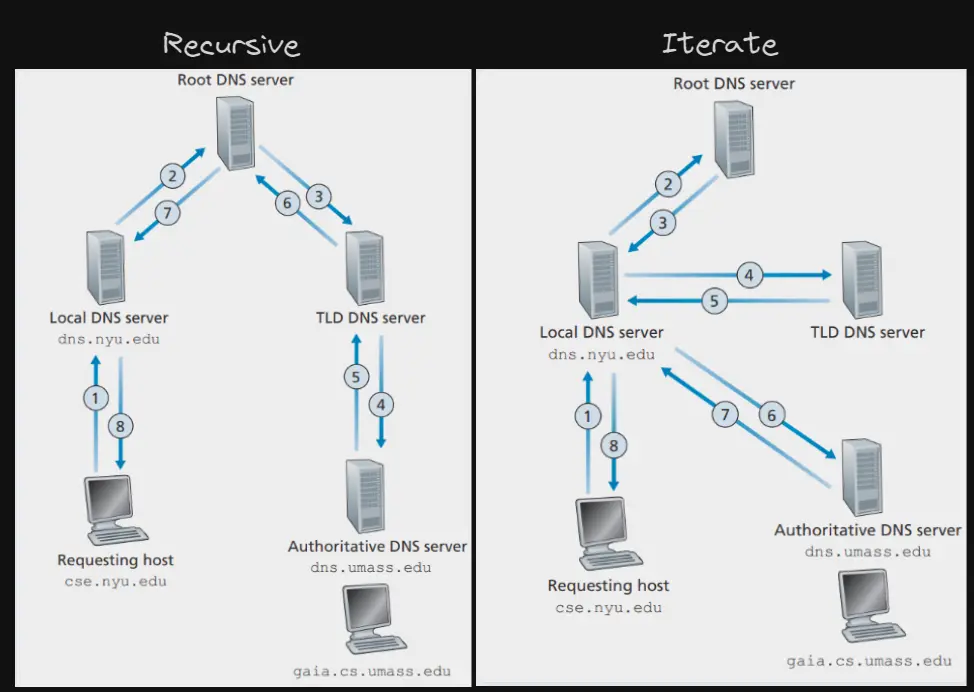 Recursive
Root DNS server
2
7
6
3
Local DNS server
dns.nyu.edu
TLD DNS server
1
8
5
4
Requesting host
cse.nyu.edu
Authoritative DNS server
dns.umass.edu
gaia.cs.umass.edu
Iterate
Root DNS server
2
3
4
5
Local DNS server
dns.nyu.edu
TLD DNS server
1
8
7
6
Authoritative DNS server
dns.umass.edu
Requesting host
cse.nyu.edu
gaia.cs.umass.edu